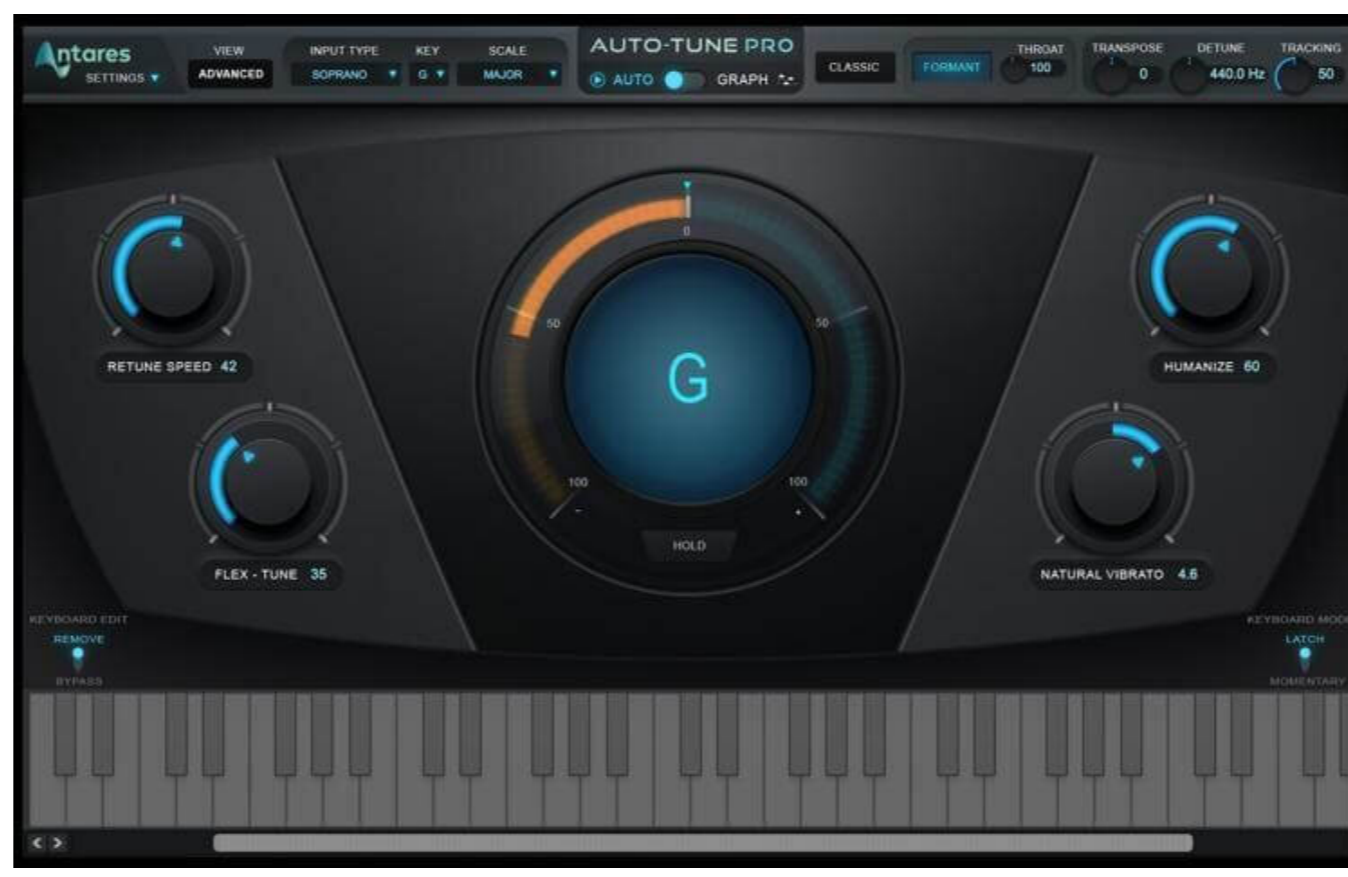 Antares
SETTINGS
VIEW
ADVANCED
INPUT TYPE KEY SCALE
SOPRANO G MAJOR
AUTO-TUNE PRO
AUTO GRAPH
CLASSIC
FORMANT
THROAT
100
TRANSPOSE DETUNE TRACKING
0 440.0 Hz 50
0
50 50
100 100
- +
G
HOLD
RETUNE SPEED 42
HUMANIZE 60
FLEX - TUNE 35
NATURAL VIBRATO 4.6
KEYBOARD EDIT
REMOVE
BYPASS
KEYBOARD MOD
LATCH
MOMENTARY